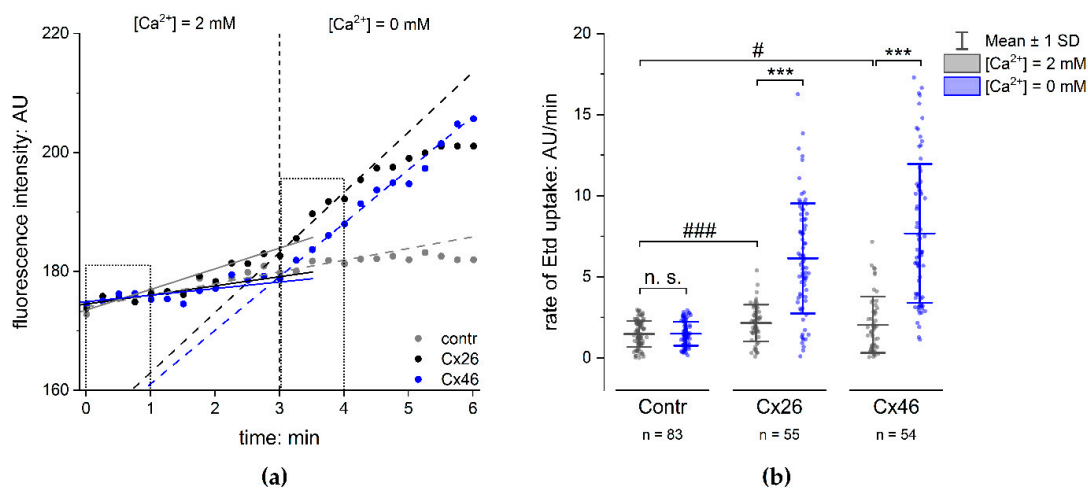 [Ca²⁺] = 2 mM
[Ca²⁺] = 0 mM
fluorescence intensity: AU
200
180
160
0
1
2
3
4
5
6
time: min
contr
Cx26
Cx46
(a)
rate of Etd uptake: AU/min
20
15
10
5
0
#
***
***
###
n. s.
Mean ± 1 SD
[Ca²⁺] = 2 mM
[Ca²⁺] = 0 mM
Contr
Cx26
Cx46
n = 83
n = 55
n = 54
(b)